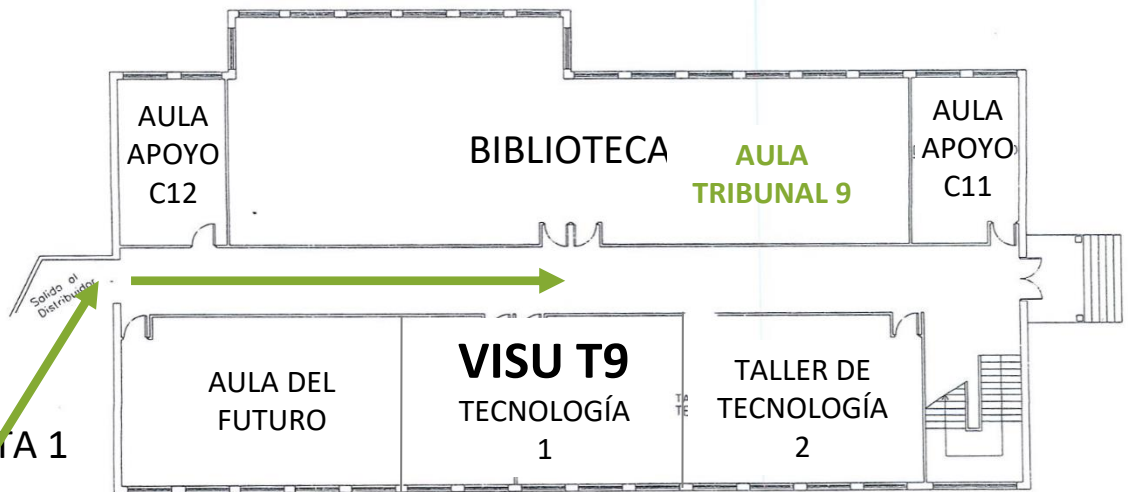 AULA
APOYO
C12
BIBLIOTECA
AULA
TRIBUNAL 9
AULA
APOYO
C11
Salida al
Distribuidor
AULA DEL
FUTURO
VISU T9
TECNOLOGÍA
1
TALLER DE
TECNOLOGÍA
2
TA 1